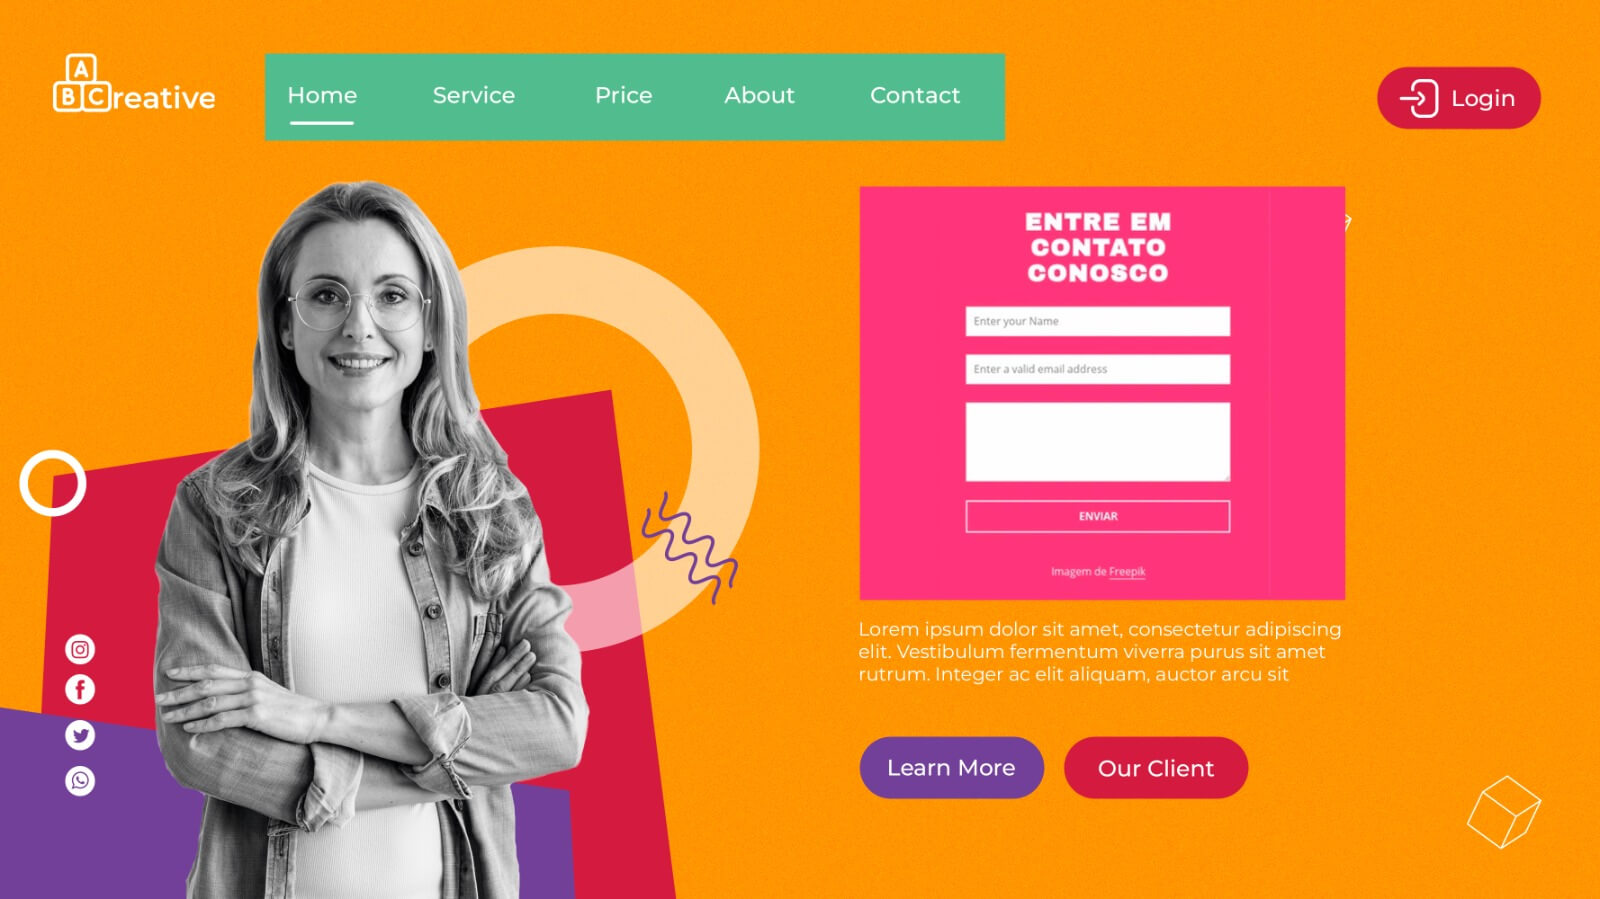 ABCreative
Home Service Price About Contact
Login
ENTRE EM
CONTATO
CONOSCO
Enter your Name
Enter a valid email address
ENVIAR
Imagem de Freepik
Lorem ipsum dolor sit amet, consectetur adipiscing
elit. Vestibulum fermentum viverra purus sit amet
rutrum. Integer ac elit aliquam, auctor arcu sit
Learn More
Our Client